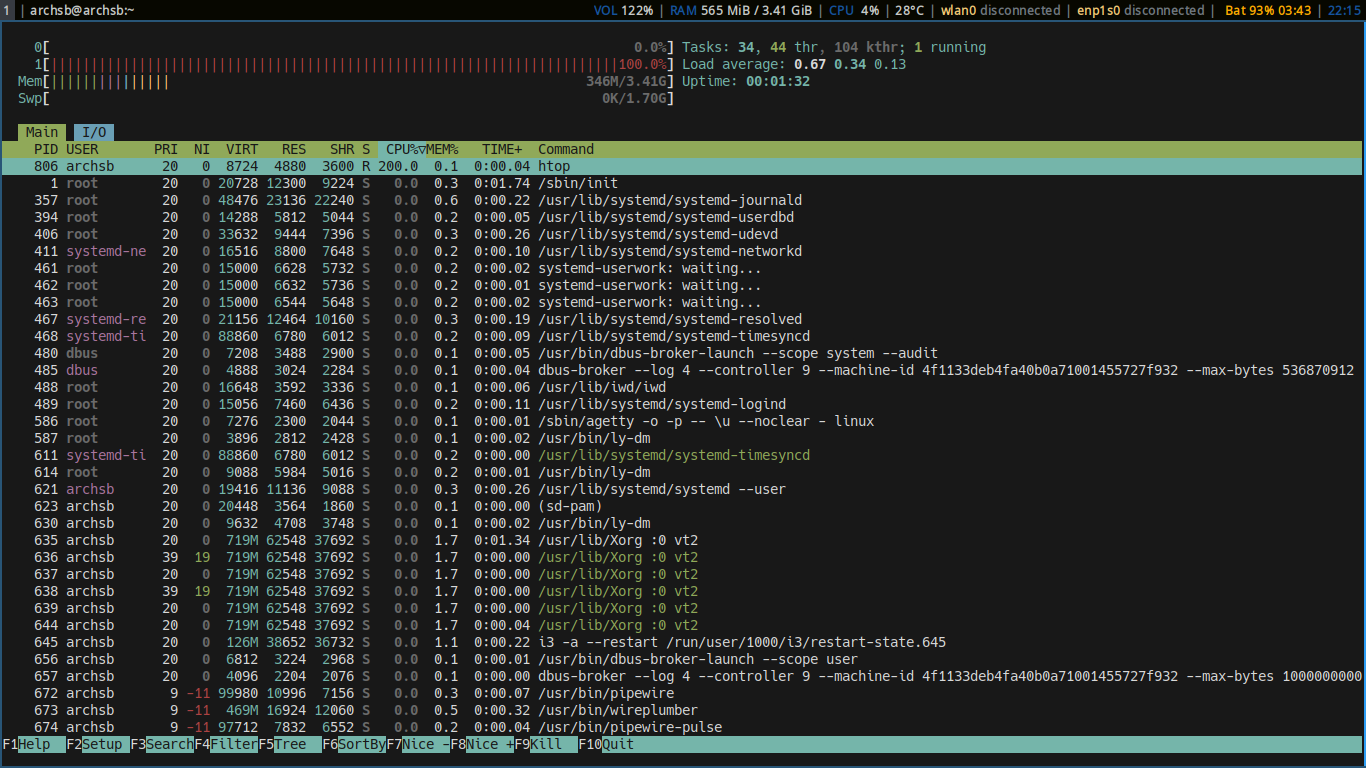 1 | archsb@archsb:~ VOL 122% | RAM 565 MiB / 3.41 GiB | CPU 4% | 28°C | wlan0 disconnected | enp1s0 disconnected | Bat 93% 03:43 | 22:15
0[ 0.0%] Tasks: 34, 44 thr, 104 kthr; 1 running
1[||||||||||||||||||||||||||||||||||||||||||||||||||||||||||||||||||||||100.0%] Load average: 0.67 0.34 0.13
Mem[||||||||||||||| 346M/3.41G] Uptime: 00:01:32
Swp[ 0K/1.70G]
Main I/O
PID USER PRI NI VIRT RES SHR S CPU%▽MEM% TIME+ Command
806 archsb 20 0 8724 4880 3600 R 200.0 0.1 0:00.04 htop
1 root 20 0 20728 12300 9224 S 0.0 0.3 0:01.74 /sbin/init
357 root 20 0 48476 23136 22240 S 0.0 0.6 0:00.22 /usr/lib/systemd/systemd-journald
394 root 20 0 14288 5812 5044 S 0.0 0.2 0:00.05 /usr/lib/systemd/systemd-userdbd
406 root 20 0 33632 9444 7396 S 0.0 0.3 0:00.26 /usr/lib/systemd/systemd-udevd
411 systemd-ne 20 0 16516 8800 7648 S 0.0 0.2 0:00.10 /usr/lib/systemd/systemd-networkd
461 root 20 0 15000 6628 5732 S 0.0 0.2 0:00.02 systemd-userwork: waiting...
462 root 20 0 15000 6632 5736 S 0.0 0.2 0:00.01 systemd-userwork: waiting...
463 root 20 0 15000 6544 5648 S 0.0 0.2 0:00.02 systemd-userwork: waiting...
467 systemd-re 20 0 21156 12464 10160 S 0.0 0.3 0:00.19 /usr/lib/systemd/systemd-resolved
468 systemd-ti 20 0 88860 6780 6012 S 0.0 0.2 0:00.09 /usr/lib/systemd/systemd-timesyncd
480 dbus 20 0 7208 3488 2900 S 0.0 0.1 0:00.05 /usr/bin/dbus-broker-launch --scope system --audit
485 dbus 20 0 4888 3024 2284 S 0.0 0.1 0:00.04 dbus-broker --log 4 --controller 9 --machine-id 4f1133deb4fa40b0a71001455727f932 --max-bytes 536870912
488 root 20 0 16648 3592 3336 S 0.0 0.1 0:00.06 /usr/lib/iwd/iwd
489 root 20 0 15056 7460 6436 S 0.0 0.2 0:00.11 /usr/lib/systemd/systemd-logind
586 root 20 0 7276 2300 2044 S 0.0 0.1 0:00.01 /sbin/agetty -o -p -- \u --noclear - linux
587 root 20 0 3896 2812 2428 S 0.0 0.1 0:00.02 /usr/bin/ly-dm
611 systemd-ti 20 0 88860 6780 6012 S 0.0 0.2 0:00.00 /usr/lib/systemd/systemd-timesyncd
614 root 20 0 9088 5984 5016 S 0.0 0.2 0:00.02 /usr/bin/ly-dm
621 archsb 20 0 19416 11136 9088 S 0.0 0.3 0:00.26 /usr/lib/systemd/systemd --user
623 archsb 20 0 20448 3564 1860 S 0.0 0.1 0:00.00 (sd-pam)
630 archsb 20 0 9632 4708 3748 S 0.0 0.1 0:00.02 /usr/bin/ly-dm
635 archsb 20 0 719M 62548 37692 S 0.0 1.7 0:01.34 /usr/lib/Xorg :0 vt2
636 archsb 39 19 719M 62548 37692 S 0.0 1.7 0:00.00 /usr/lib/Xorg :0 vt2
637 archsb 20 0 719M 62548 37692 S 0.0 1.7 0:00.00 /usr/lib/Xorg :0 vt2
638 archsb 39 19 719M 62548 37692 S 0.0 1.7 0:00.00 /usr/lib/Xorg :0 vt2
639 archsb 20 0 719M 62548 37692 S 0.0 1.7 0:00.00 /usr/lib/Xorg :0 vt2
644 archsb 20 0 719M 62548 37692 S 0.0 1.7 0:00.04 /usr/lib/Xorg :0 vt2
645 archsb 20 0 126M 38652 36732 S 0.0 1.1 0:00.22 i3 -a --restart /run/user/1000/i3/restart-state.645
656 archsb 20 0 6812 3224 2968 S 0.0 0.1 0:00.01 /usr/bin/dbus-broker-launch --scope user
657 archsb 20 0 4096 2204 2076 S 0.0 0.1 0:00.00 dbus-broker --log 4 --controller 9 --machine-id 4f1133deb4fa40b0a71001455727f932 --max-bytes 1000000000
672 archsb 9 -11 99980 10996 7156 S 0.0 0.3 0:00.07 /usr/bin/pipewire
673 archsb 9 -11 469M 16924 12060 S 0.0 0.5 0:00.32 /usr/bin/wireplumber
674 archsb 9 -11 97712 7832 6552 S 0.0 0.2 0:00.04 /usr/bin/pipewire-pulse
F1Help F2Setup F3SearchF4FilterF5Tree F6SortByF7Nice -F8Nice +F9Kill F10Quit